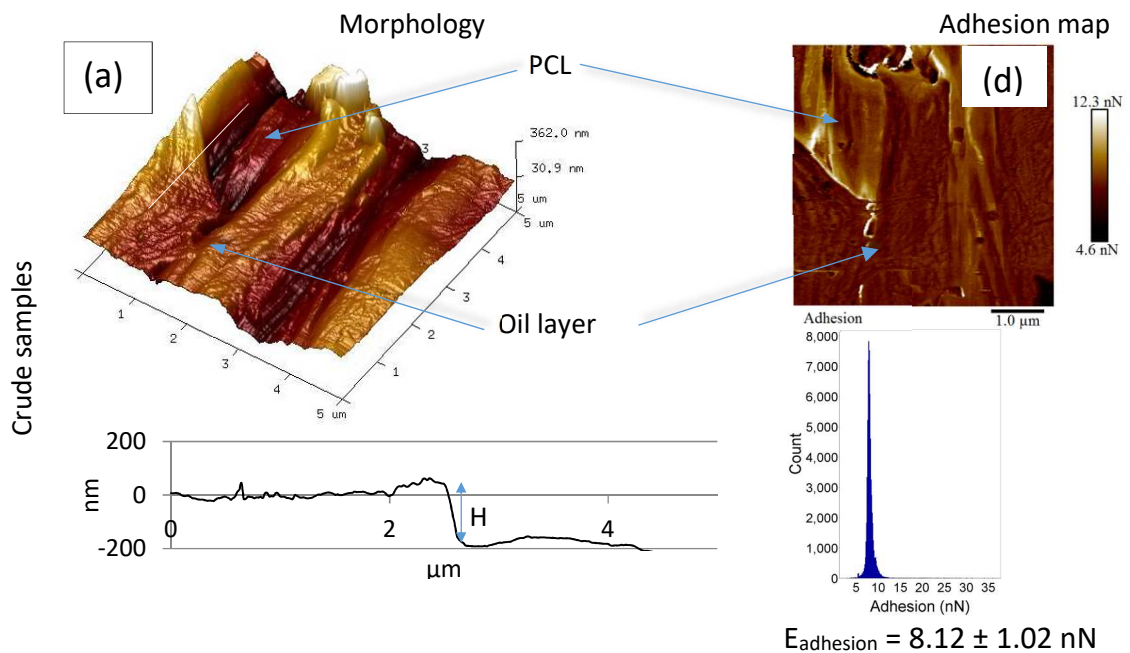 Morphology
Adhesion map
(a)
PCL
(d)
12.3 nN
4.6 nN
362.0 nm
30.9 nm
5 um
5 um
4
3
2
1
3
1
2
3
4
5 um
Oil layer
1.0 µm
Crude samples
200
0
-200
nm
0
2
4
H
µm
Adhesion
8,000
7,000
6,000
5,000
4,000
3,000
2,000
1,000
0
Count
5 10 15 20 25 30 35
Adhesion (nN)
Eadhesion = 8.12 ± 1.02 nN